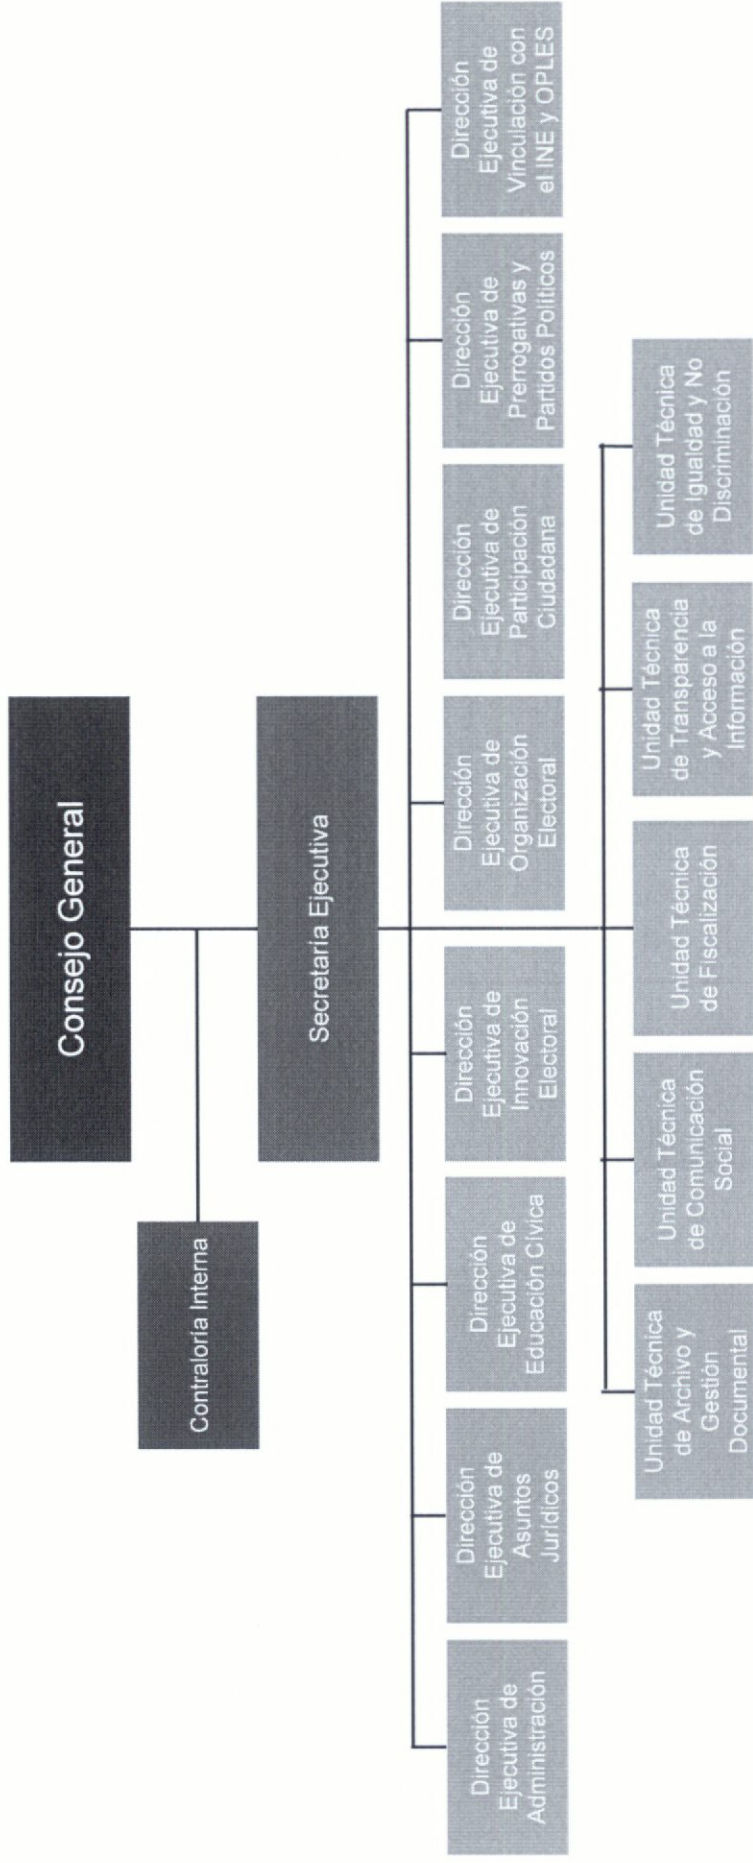 Consejo General
Contraloría Interna
Secretaría Ejecutiva
Dirección
Ejecutiva de
Administración
Dirección
Ejecutiva de
Asuntos
Jurídicos
Dirección
Ejecutiva de
Educación Cívica
Dirección
Ejecutiva de
Innovación
Electoral
Dirección
Ejecutiva de
Organización
Electoral
Dirección
Ejecutiva de
Participación
Ciudadana
Dirección
Ejecutiva de
Prerrogativas y
Partidos Políticos
Dirección
Ejecutiva de
Vinculación con
el INE y OPLES
Unidad Técnica
de Archivo y
Gestión
Documental
Unidad Técnica
de Comunicación
Social
Unidad Técnica
de Fiscalización
Unidad Técnica
de Transparencia
y Acceso a la
Información
Unidad Técnica
de Igualdad y No
Discriminación